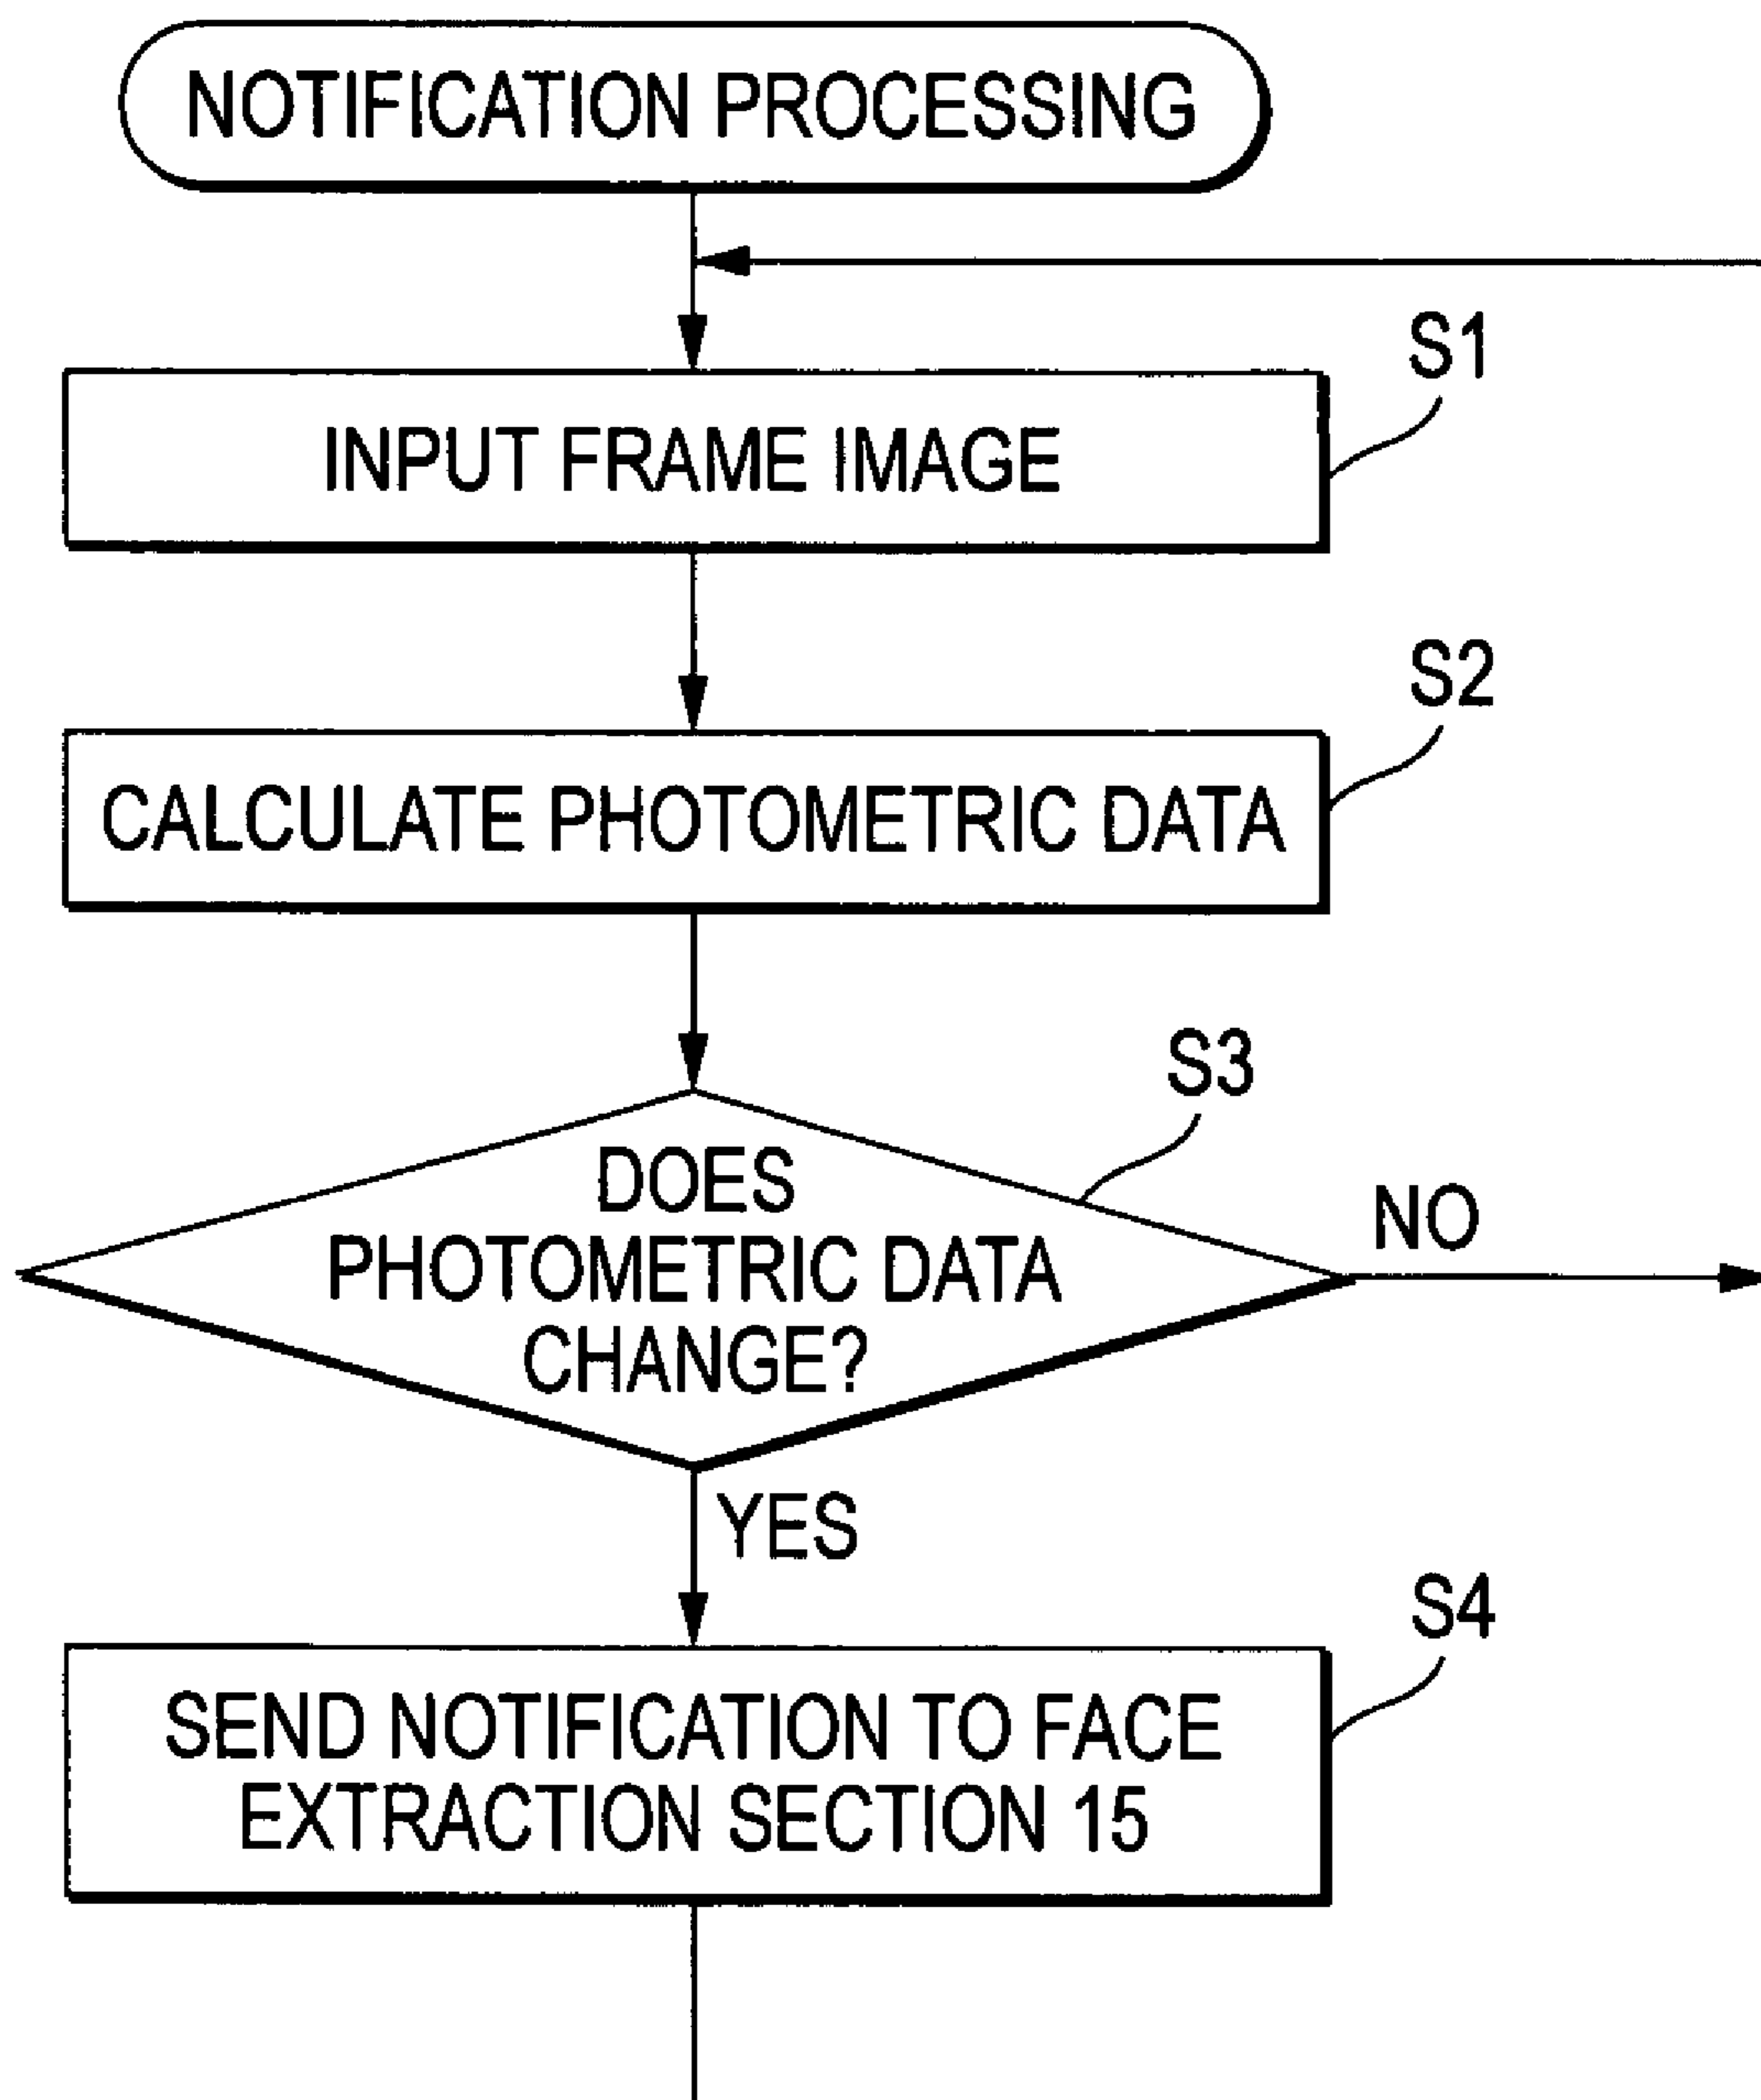 NOTIFICATION PROCESSING
S1
INPUT FRAME IMAGE
S2
CALCULATE PHOTOMETRIC DATA
S3
DOES
PHOTOMETRIC DATA
CHANGE?
NO
YES
S4
SEND NOTIFICATION TO FACE
EXTRACTION SECTION 15